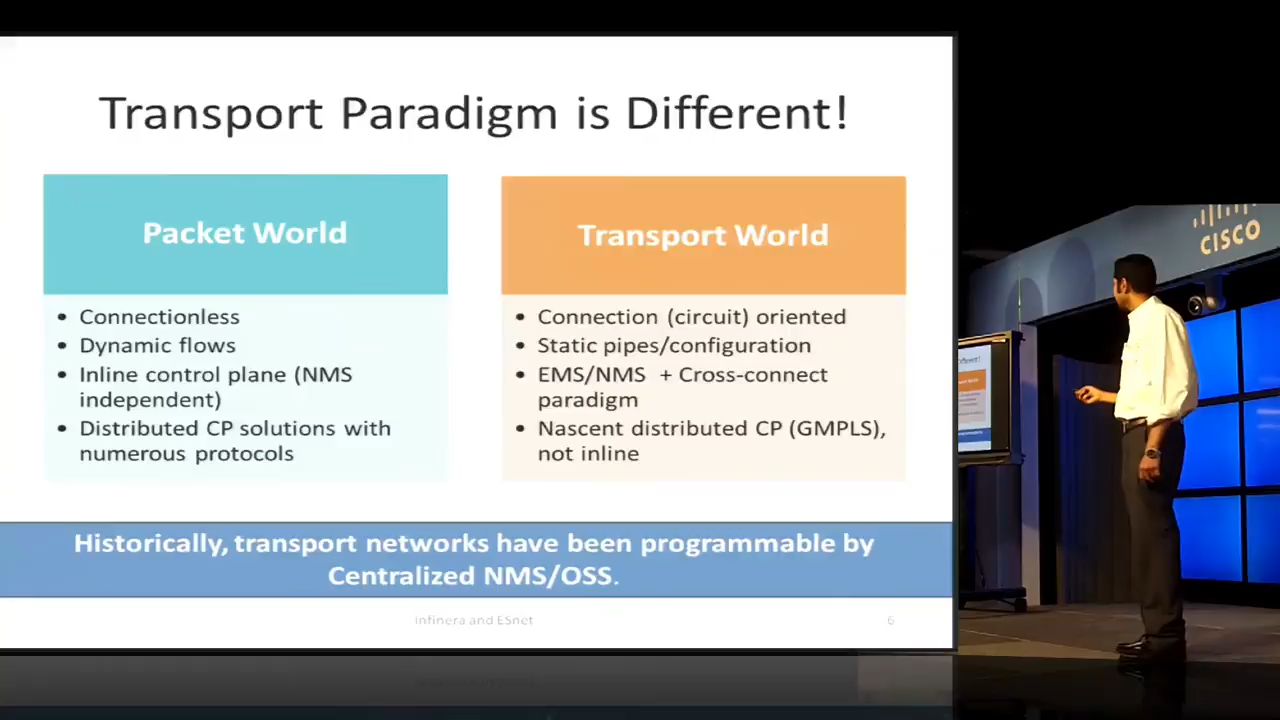 Transport Paradigm is Different!
Packet World
Connectionless
Dynamic flows
Inline control plane (NMS
independent)
Distributed CP solutions with
numerous protocols
Transport World
Connection (circuit) oriented
Static pipes/configuration
EMS/NMS + Cross-connect
paradigm
Nascent distributed CP (GMPLS),
not inline
Historically, transport networks have been programmable by
Centralized NMS/OSS.
Infinera and ESnet
6
CISCO